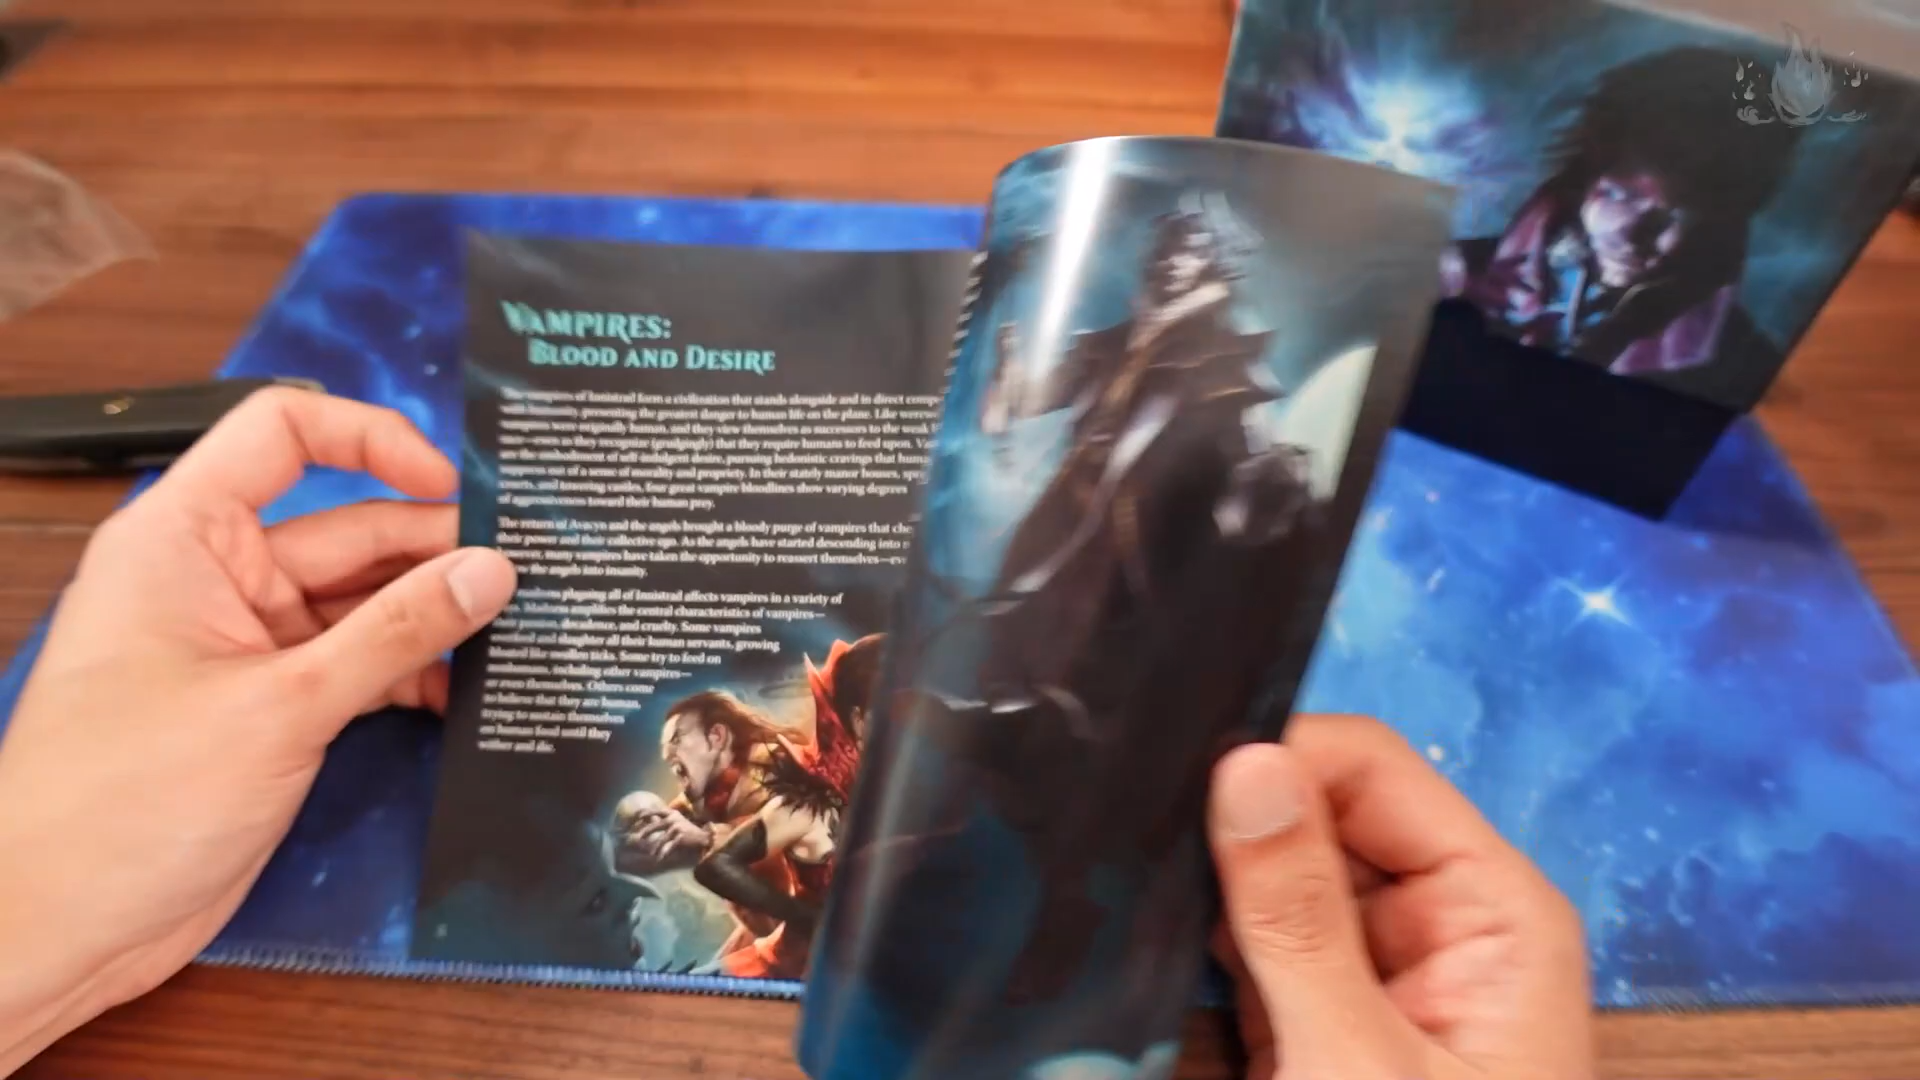 VAMPIRES:
BLOOD AND DESIRE
The vampires of Innistrad form a civilization that stands alongside and in direct
with humanity, presenting the greatest danger to human life on the plane. Like
vampires were originally human, and they view themselves as successors to the weak
race—even as they recognize (grudgingly) that they require humans to feed upon.
are the embodiment of self-indulgent desire, pursuing hedonistic cravings that
suppress out of a sense of morality and propriety. In their stately manor houses,
courts, and towering castles, four great vampire bloodlines show varying degrees
of aggressiveness toward their human prey.
The return of Avacyn and the angels brought a bloody purge of vampires that
their power and their collective ego. As the angels have started descending into
however, many vampires have taken the opportunity to reassert themselves—
the angels into insanity.
madness plaguing all of Innistrad affects vampires in a variety of
Madness amplifies the central characteristics of vampires—
their passion, decadence, and cruelty. Some vampires
overfeed and slaughter all their human servants, growing
bloated like swollen ticks. Some try to feed on
nonhumans, including other vampires—
or even themselves. Others come
to believe that they are human,
trying to sustain themselves
on human food until they
wither and die.